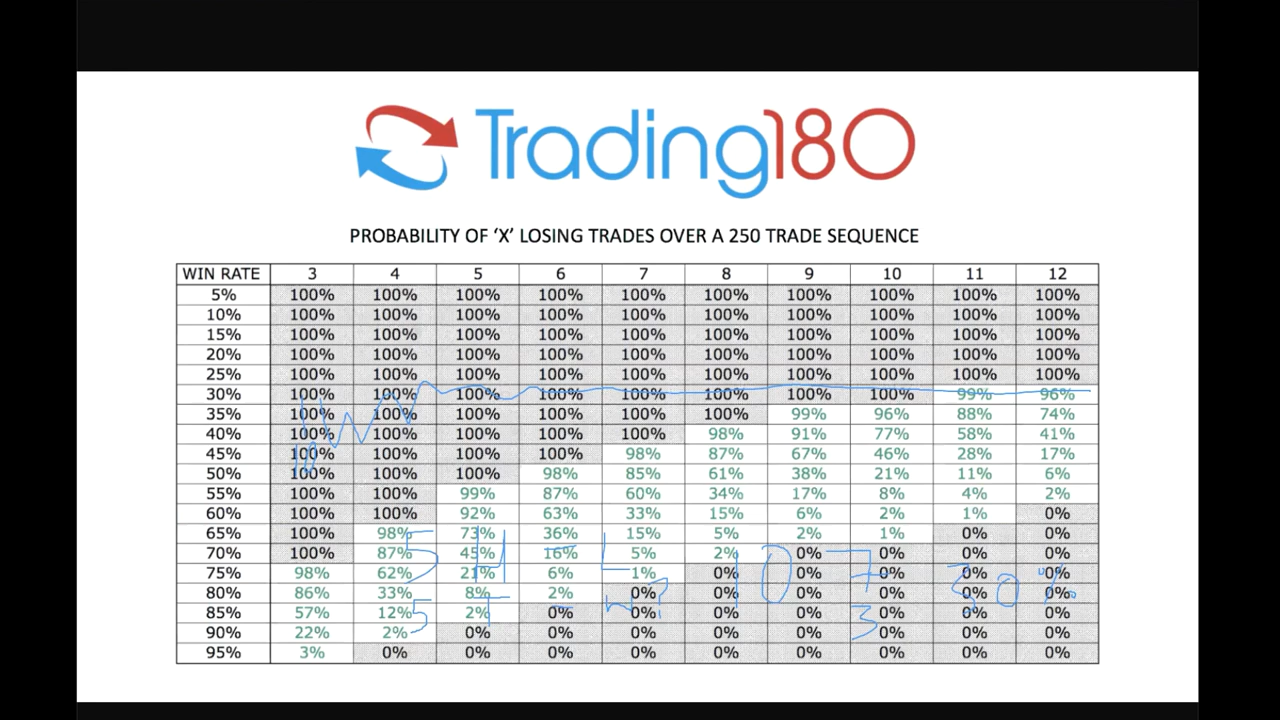 Trading180
PROBABILITY OF ‘X’ LOSING TRADES OVER A 250 TRADE SEQUENCE
WIN RATE 3 4 5 6 7 8 9 10 11 12
5% 100% 100% 100% 100% 100% 100% 100% 100% 100% 100%
10% 100% 100% 100% 100% 100% 100% 100% 100% 100% 100%
15% 100% 100% 100% 100% 100% 100% 100% 100% 100% 100%
20% 100% 100% 100% 100% 100% 100% 100% 100% 100% 100%
25% 100% 100% 100% 100% 100% 100% 100% 100% 100% 100%
30% 100% 100% 100% 100% 100% 100% 100% 100% 99% 96%
35% 100% 100% 100% 100% 100% 100% 99% 96% 88% 74%
40% 100% 100% 100% 100% 100% 98% 91% 77% 58% 41%
45% 100% 100% 100% 100% 98% 87% 67% 46% 28% 17%
50% 100% 100% 100% 98% 85% 61% 38% 21% 11% 6%
55% 100% 100% 99% 87% 60% 34% 17% 8% 4% 2%
60% 100% 100% 92% 63% 33% 15% 6% 2% 1% 0%
65% 100% 98% 73% 36% 15% 5% 2% 1% 0% 0%
70% 100% 87% 45% 16% 5% 2% 0% 0% 0% 0%
75% 98% 62% 21% 6% 1% 0% 0% 0% 0% 0%
80% 86% 33% 8% 2% 0% 0% 0% 0% 0% 0%
85% 57% 12% 2% 0% 0% 0% 0% 0% 0% 0%
90% 22% 2% 0% 0% 0% 0% 0% 0% 0% 0%
95% 3% 0% 0% 0% 0% 0% 0% 0% 0% 0%
5 H - L
5 T - W?
10
7
3
30%